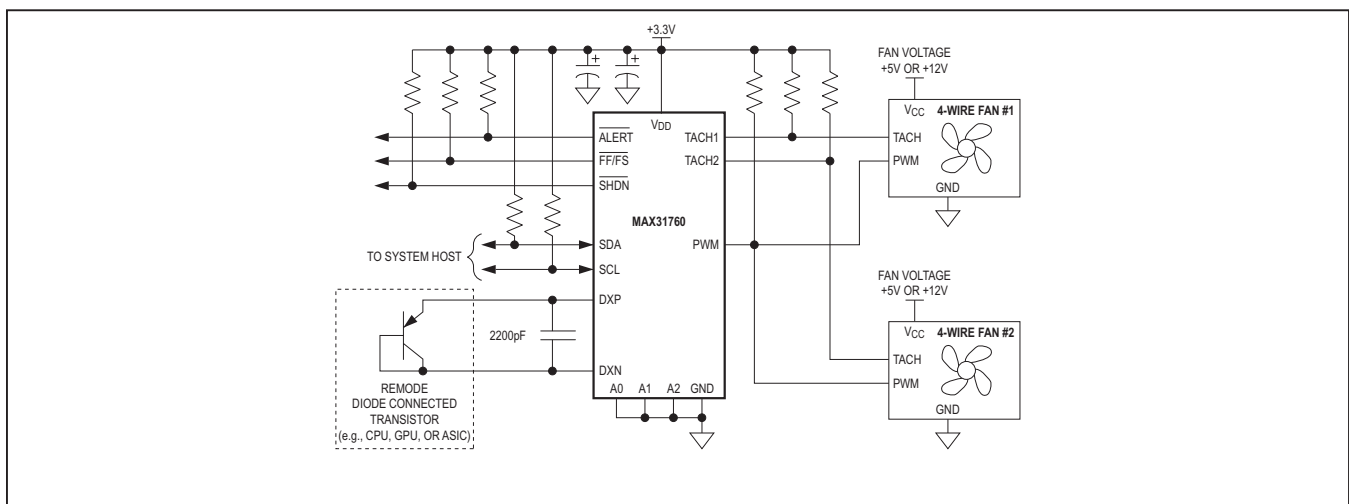 +3.3V
FAN VOLTAGE
+5V OR +12V
VCC 4-WIRE FAN #1
TACH
PWM
GND
VDD
ALERT
FF/FS
SHDN
TACH1
TACH2
MAX31760
SDA
SCL
PWM
TO SYSTEM HOST
DXP
DXN
2200pF
A0 A1 A2 GND
REMODE
DIODE CONNECTED
TRANSISTOR
(e.g., CPU, GPU, OR ASIC)
FAN VOLTAGE
+5V OR +12V
VCC 4-WIRE FAN #2
TACH
PWM
GND